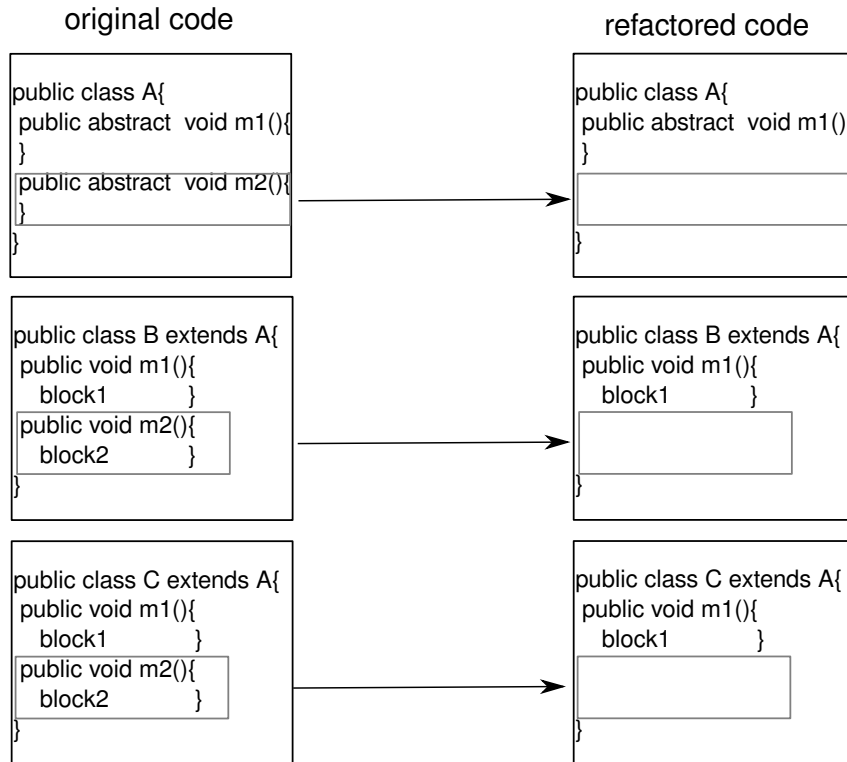 original code
public class A{
public abstract void m1(){
}
public abstract void m2(){
}
}
public class B extends A{
public void m1(){
block1 }
public void m2(){
block2 }
}
public class C extends A{
public void m1(){
block1 }
public void m2(){
block2 }
}
refactored code
public class A{
public abstract void m1()
}
}
public class B extends A{
public void m1(){
block1 }
}
public class C extends A{
public void m1(){
block1 }
}